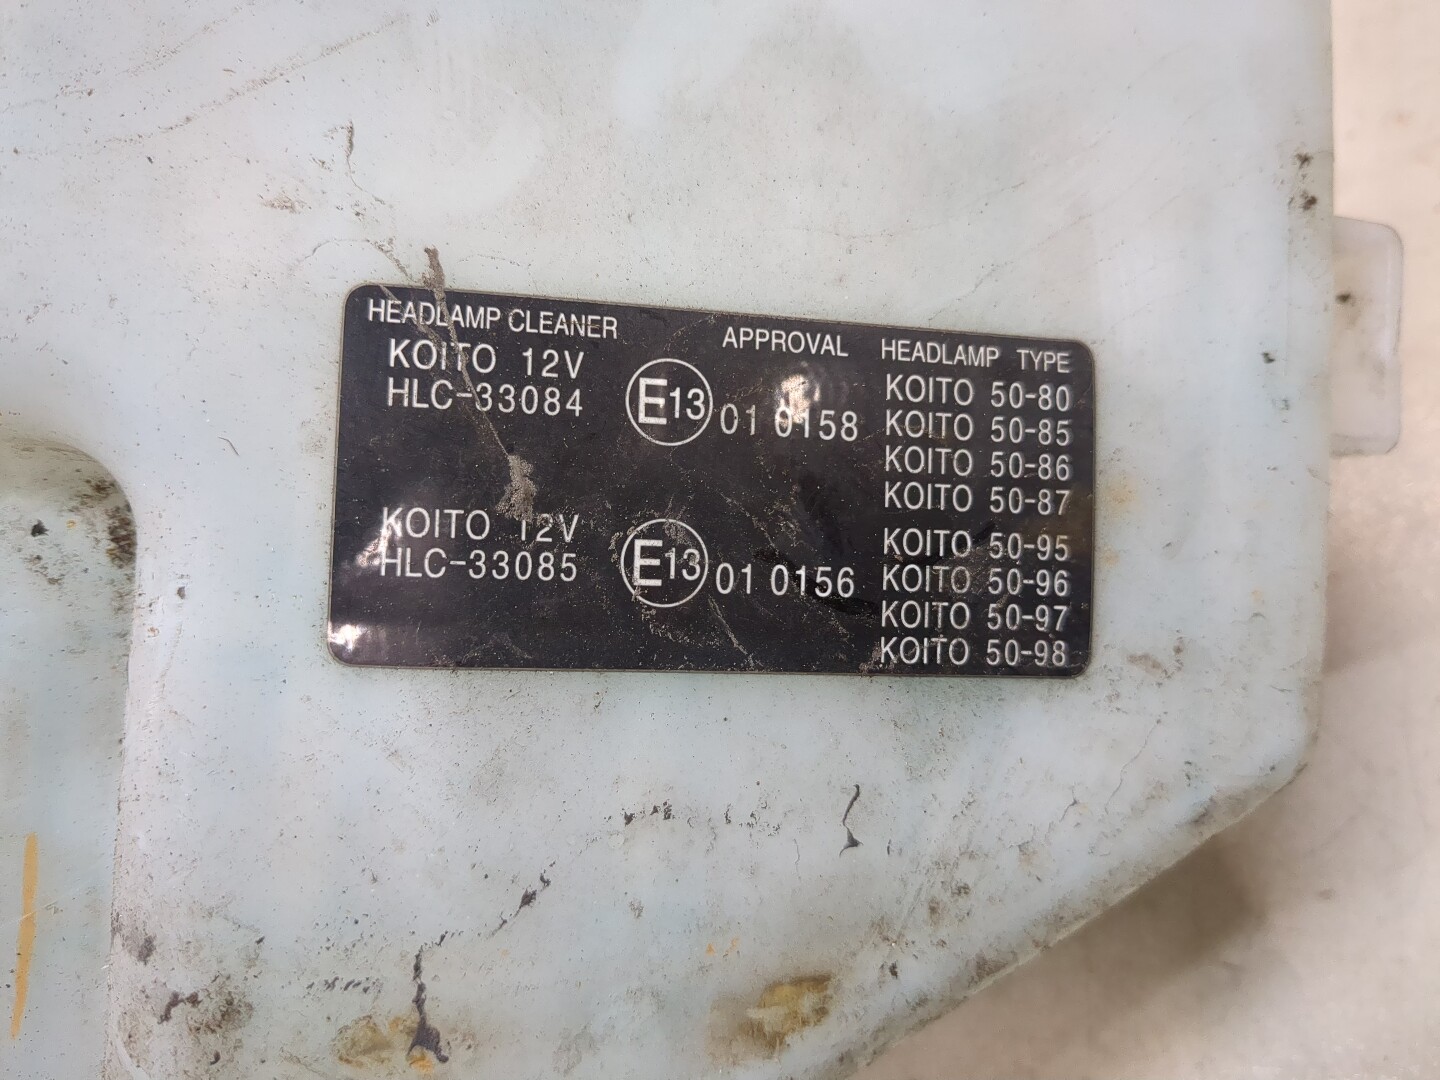 HEADLAMP CLEANER APPROVAL HEADLAMP TYPE
KOITO 12V
HLC-33084
E13 01 0158
KOITO 50-80
KOITO 50-85
KOITO 50-86
KOITO 50-87
KOITO 12V
HLC-33085
E13 01 0156
KOITO 50-95
KOITO 50-96
KOITO 50-97
KOITO 50-98